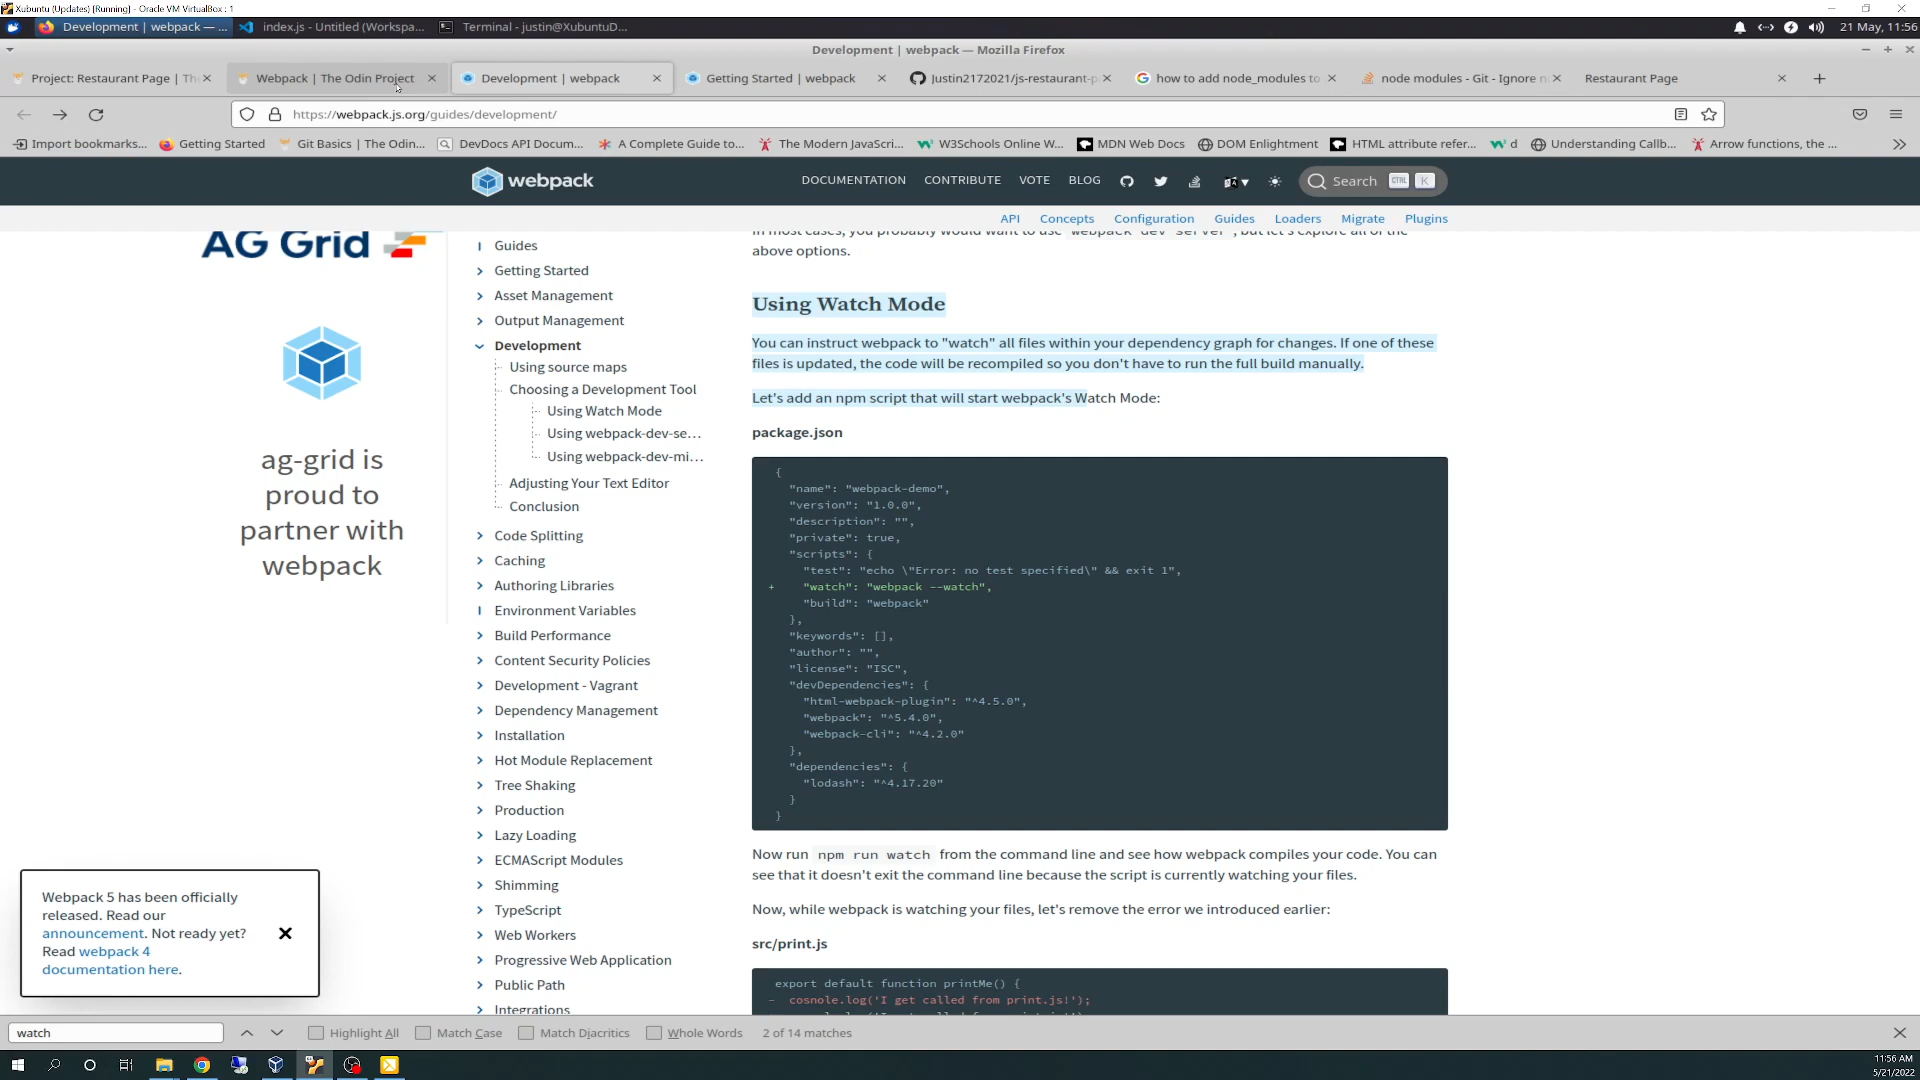 Xubuntu (Updates) [Running] - Oracle VM VirtualBox : 1
Development | webpack — ...
index.js - Untitled (Workspa...
Terminal - justin@XubuntuD...
21 May, 11:56
Development | webpack — Mozilla Firefox
Project: Restaurant Page | Th
Webpack | The Odin Project
Development | webpack
Getting Started | webpack
Justin2172021/js-restaurant-p
how to add node_modules to
node modules - Git - Ignore n
Restaurant Page
https://webpack.js.org/guides/development/
Import bookmarks...
Getting Started
Git Basics | The Odin...
DevDocs API Docum...
A Complete Guide to...
The Modern JavaScri...
W3Schools Online W...
MDN Web Docs
DOM Enlightment
HTML attribute refer...
d
Understanding Callb...
Arrow functions, the ...
webpack
DOCUMENTATION
CONTRIBUTE
VOTE
BLOG
Search
CTRL
K
API
Concepts
Configuration
Guides
Loaders
Migrate
Plugins
AG Grid
ag-grid is
proud to
partner with
webpack
Guides
Getting Started
Asset Management
Output Management
Development
Using source maps
Choosing a Development Tool
Using Watch Mode
Using webpack-dev-se...
Using webpack-dev-mi...
Adjusting Your Text Editor
Conclusion
Code Splitting
Caching
Authoring Libraries
Environment Variables
Build Performance
Content Security Policies
Development - Vagrant
Dependency Management
Installation
Hot Module Replacement
Tree Shaking
Production
Lazy Loading
ECMAScript Modules
Shimming
TypeScript
Web Workers
Progressive Web Application
Public Path
Integrations
In most cases, you probably would want to use webpack-dev-server, but let's explore all of the
above options.
Using Watch Mode
You can instruct webpack to "watch" all files within your dependency graph for changes. If one of these
files is updated, the code will be recompiled so you don't have to run the full build manually.
Let's add an npm script that will start webpack's Watch Mode:
package.json
{
"name": "webpack-demo",
"version": "1.0.0",
"description": "",
"private": true,
"scripts": {
"test": "echo \"Error: no test specified\" && exit 1",
+ "watch": "webpack --watch",
"build": "webpack"
},
"keywords": [],
"author": "",
"license": "ISC",
"devDependencies": {
"html-webpack-plugin": "^4.5.0",
"webpack": "^5.4.0",
"webpack-cli": "^4.2.0"
},
"dependencies": {
"lodash": "^4.17.20"
}
}
Now run npm run watch from the command line and see how webpack compiles your code. You can
see that it doesn't exit the command line because the script is currently watching your files.
Now, while webpack is watching your files, let's remove the error we introduced earlier:
src/print.js
export default function printMe() {
- cosnole.log('I get called from print.js!');
Webpack 5 has been officially
released. Read our
announcement. Not ready yet?
Read webpack 4
documentation here.
watch
Highlight All
Match Case
Match Diacritics
Whole Words
2 of 14 matches
11:56 AM
5/21/2022